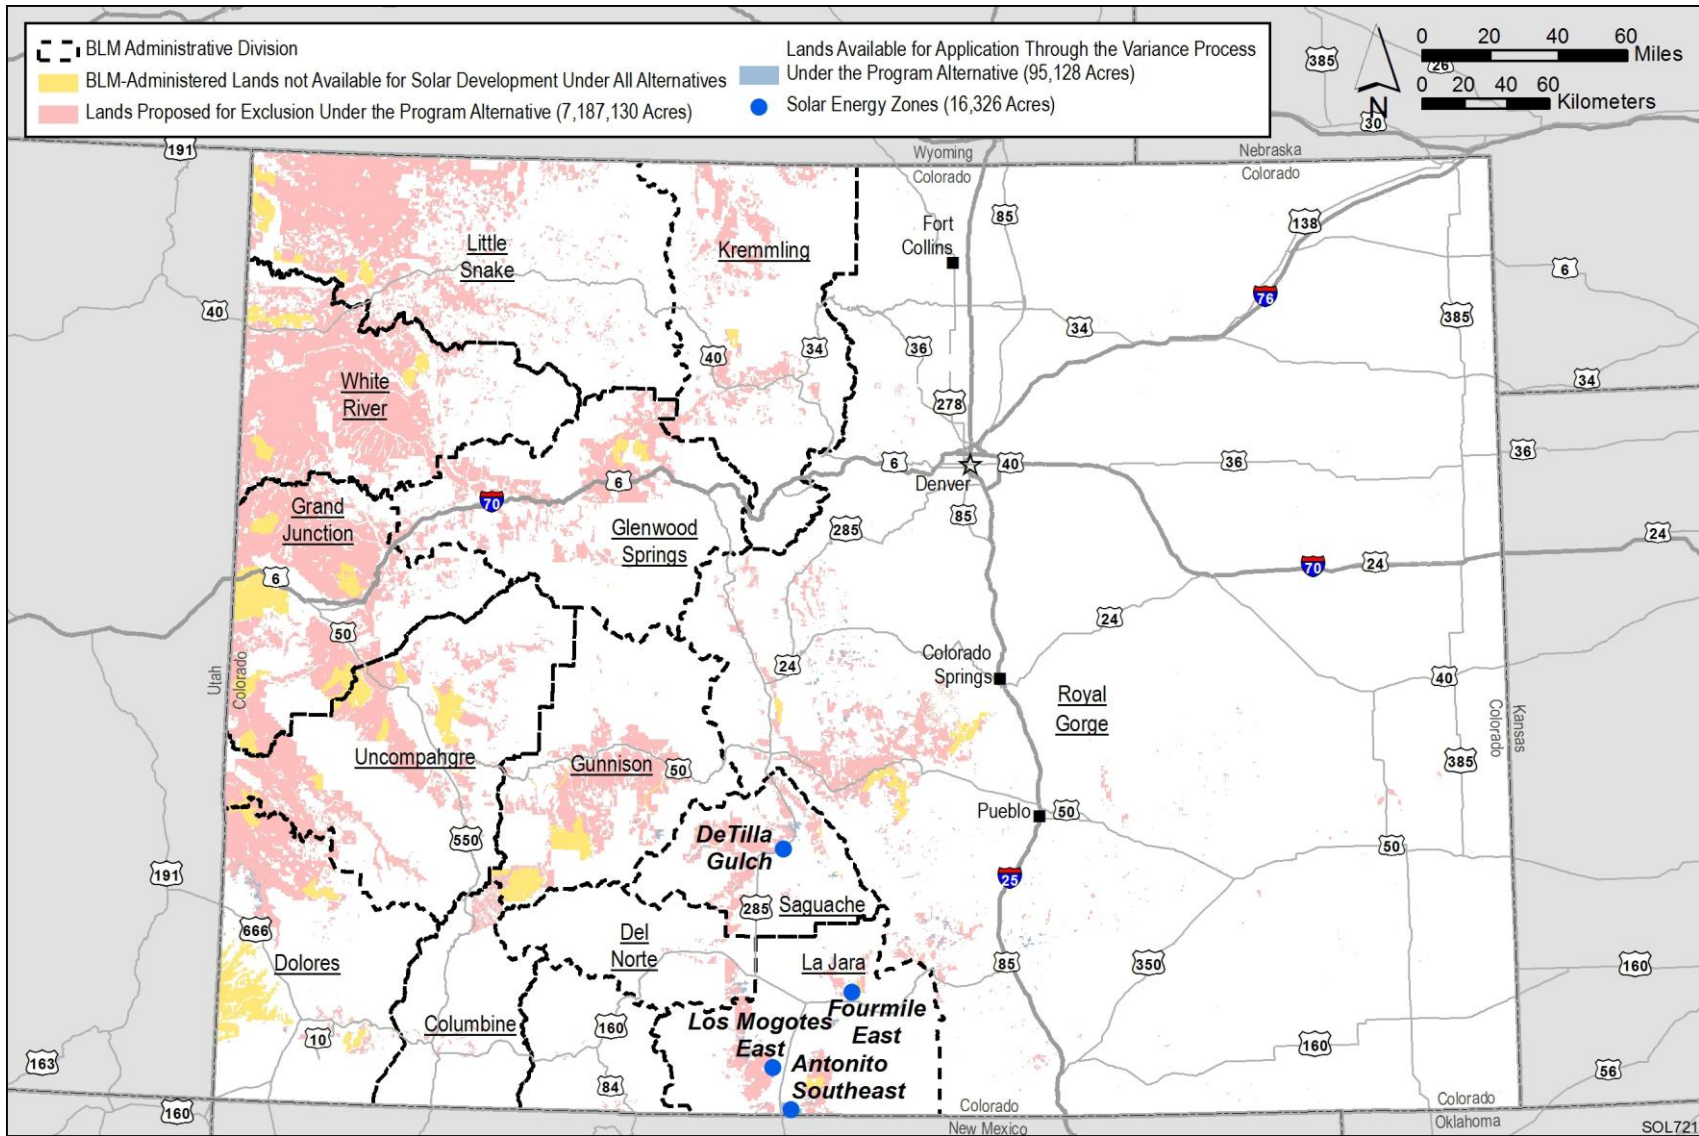 BLM Administrative Division
BLM-Administered Lands not Available for Solar Development Under All Alternatives
Lands Proposed for Exclusion Under the Program Alternative (7,187,130 Acres)
Lands Available for Application Through the Variance Process
Under the Program Alternative (95,128 Acres)
Solar Energy Zones (16,326 Acres)
0 20 40 60
Miles
0 20 40 60
Kilometers
N
385
26
30
191
Wyoming
Colorado
Nebraska
Colorado
85
138
Fort
Collins
Little
Snake
Kremmling
6
76
40
385
34
36
34
40
34
278
White
River
36
6
40
36
Denver
6
70
85
285
Grand
Junction
Glenwood
Springs
24
70
24
6
24
50
Utah
Colorado
24
Colorado
Springs
40
Royal
Gorge
Kansas
Colorado
Uncompahgre
Gunnison
50
385
Pueblo
50
550
DeTilla
Gulch
50
191
25
285
Saguache
666
Del
Norte
Dolores
La Jara
85
350
160
Fourmile
East
Los Mogotes
East
Columbine
160
10
160
163
Antonito
Southeast
84
56
160
Colorado
New Mexico
Colorado
Oklahoma
SOL721